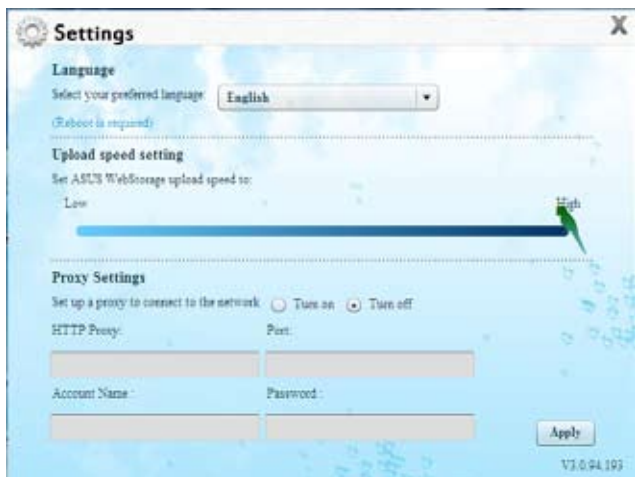 Settings
X
Language
Select your preferred language: English
(Reboot is required)
Upload speed setting
Set ASUS WebStorage upload speed to:
Low High
Proxy Settings
Set up a proxy to connect to the network Turn on Turn off
HTTP Proxy: Port:
Account Name : Password :
Apply
V3.0.94.193